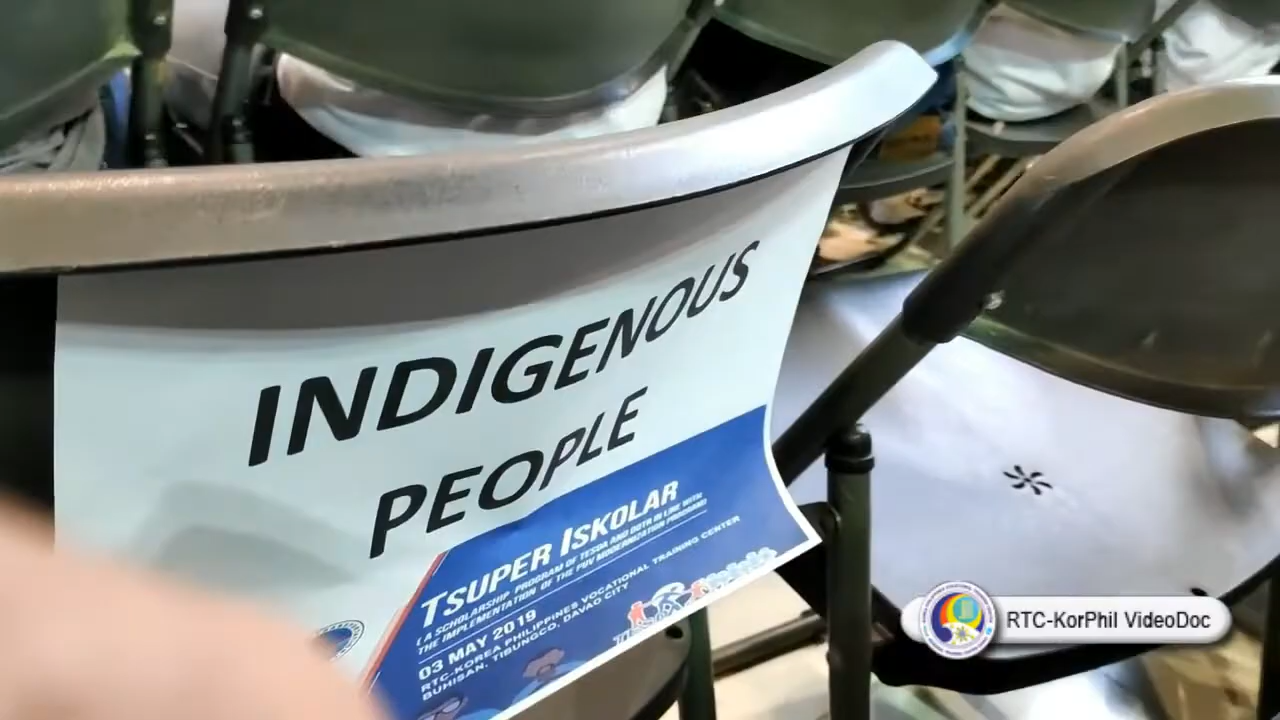 INDIGENOUS
PEOPLE
TSUPER ISKOLAR
( A SCHOLARSHIP PROGRAM OF TESDA AND DOTR IN LINE WITH
THE IMPLEMENTATION OF THE PUV MODERNIZATION PROGRAM)
03 MAY 2019
RTC-KOREA PHILIPPINES VOCATIONAL TRAINING CENTER
BUHISAN, TIBUNGCO, DAVAO CITY
RTC-KorPhil VideoDoc